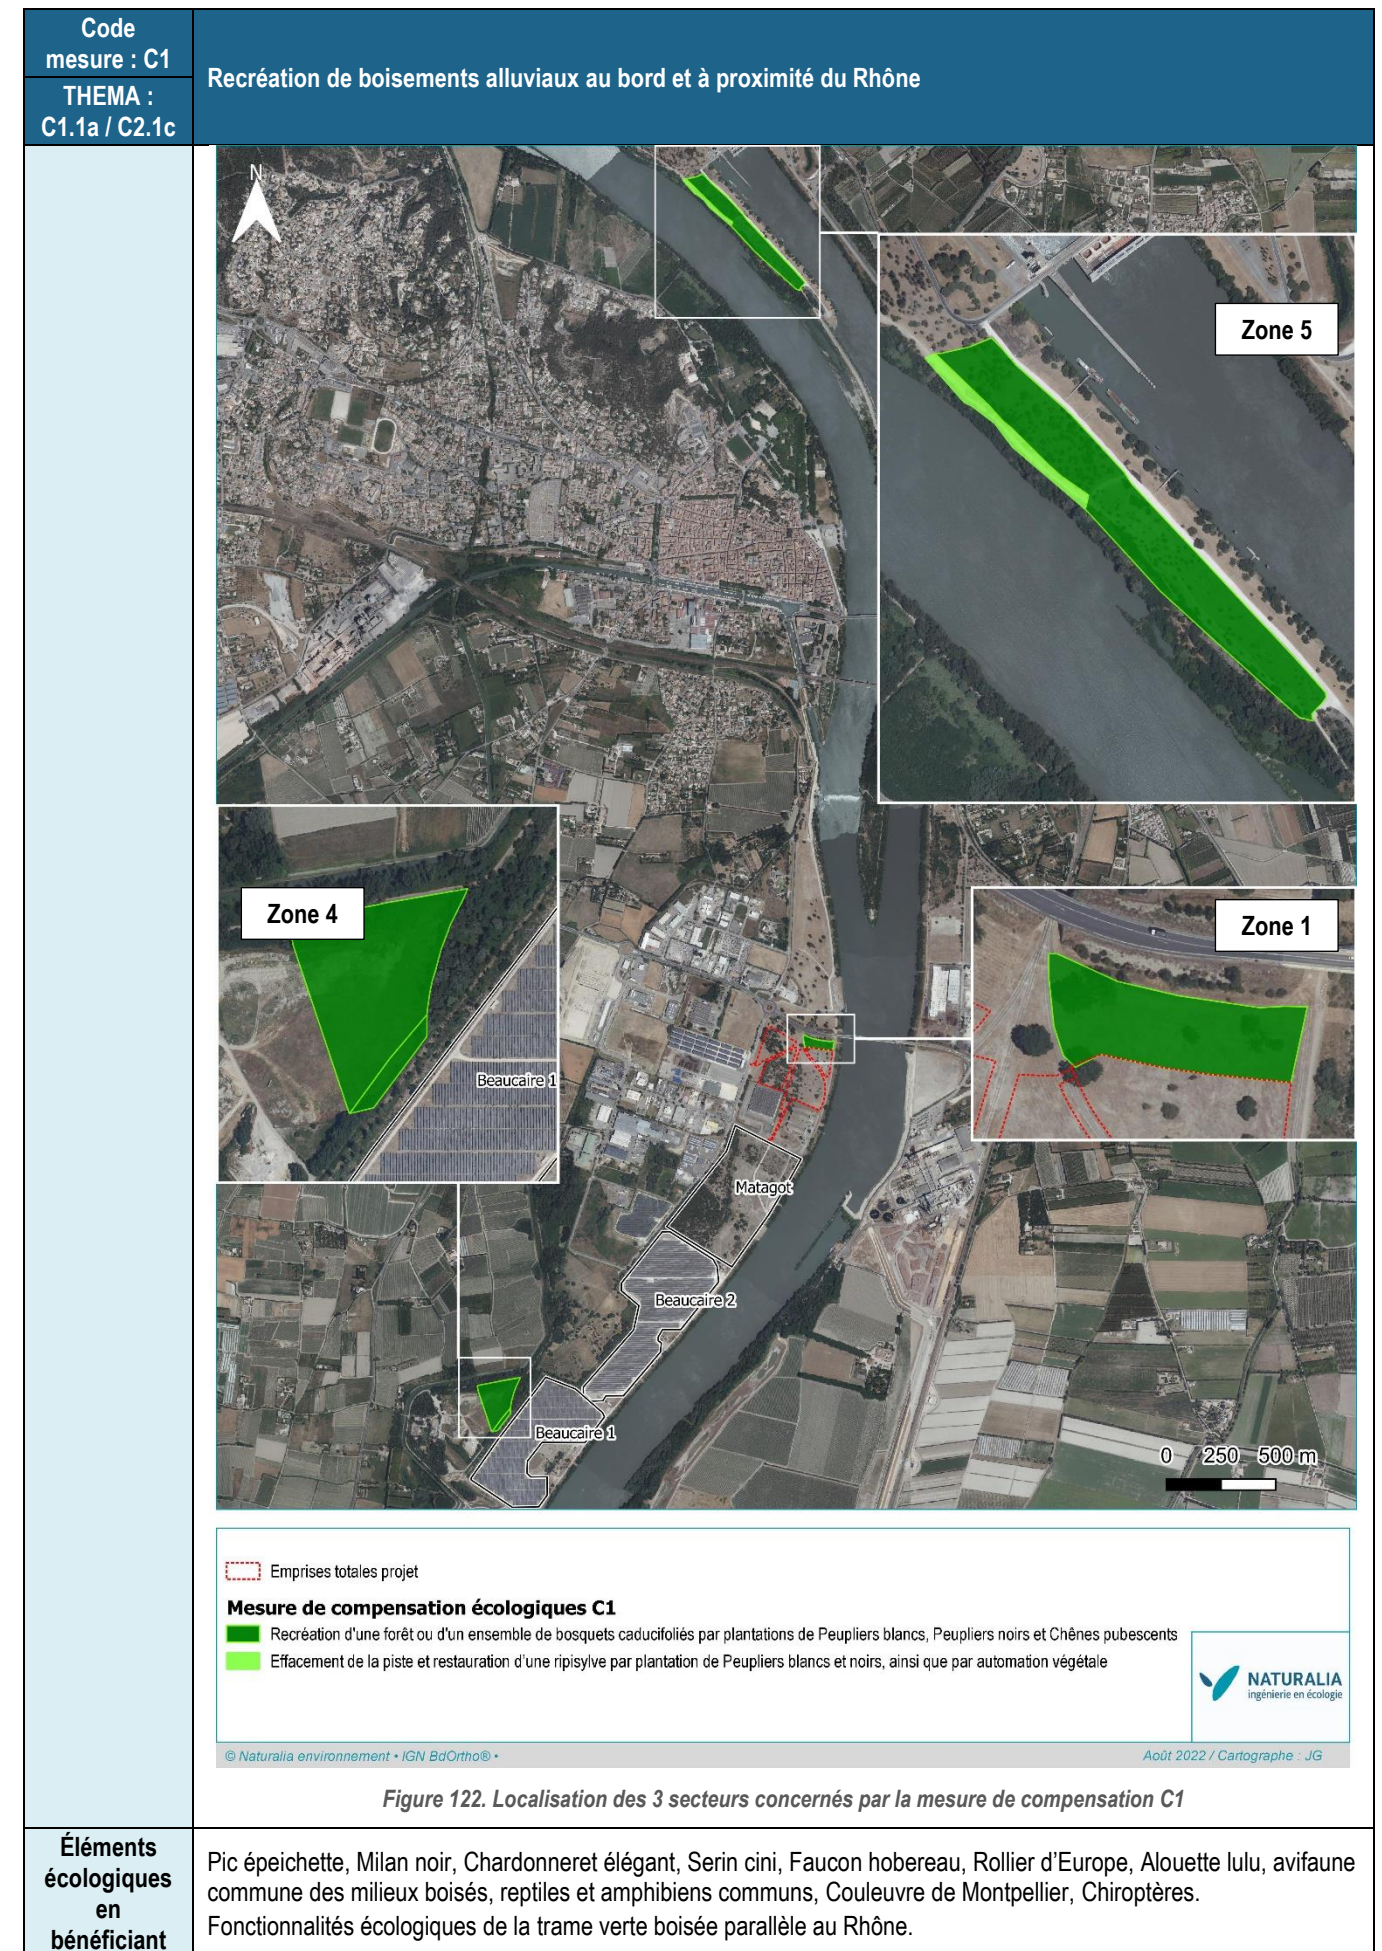 Code
mesure : C1
THEMA :
C1.1a / C2.1c
Recréation de boisements alluviaux au bord et à proximité du Rhône
N
Zone 5
Zone 4
Beaucaire 1
Zone 1
Matagot
Beaucaire 2
Beaucaire 1
0 250 500 m
Emprises totales projet
Mesure de compensation écologiques C1
Recréation d'une forêt ou d'un ensemble de bosquets caducifoliés par plantations de Peupliers blancs, Peupliers noirs et Chênes pubescents
Effacement de la piste et restauration d'une ripisylve par plantation de Peupliers blancs et noirs, ainsi que par automation végétale
NATURALIA
ingénierie en écologie
© Naturalia environnement • IGN BdOrtho® •
Août 2022 / Cartographe : JG
Figure 122. Localisation des 3 secteurs concernés par la mesure de compensation C1
Éléments
écologiques
en
bénéficiant
Pic épeichette, Milan noir, Chardonneret élégant, Serin cini, Faucon hobereau, Rollier d'Europe, Alouette lulu, avifaune
commune des milieux boisés, reptiles et amphibiens communs, Couleuvre de Montpellier, Chiroptères.
Fonctionnalités écologiques de la trame verte boisée parallèle au Rhône.